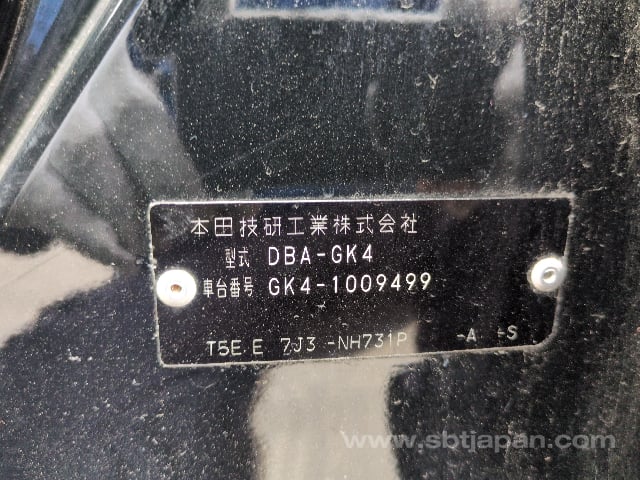 本田技研工業株式会社
型式 DBA-GK4
車台番号 GK4-1009499
T5E E 7J3 -NH731P -A -S
www.sbtjapan.com